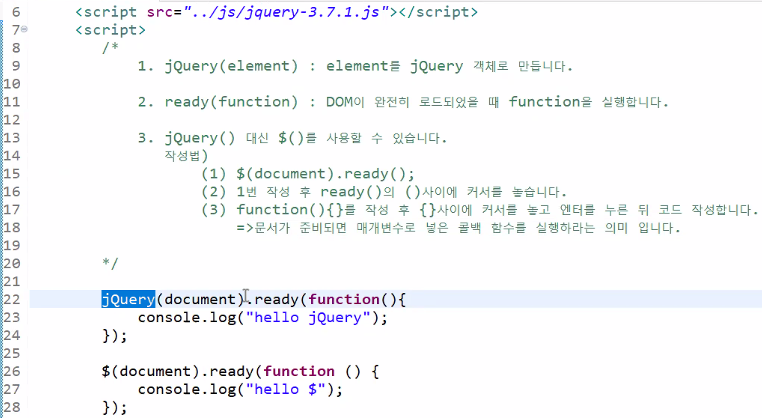 6 <script src="../js/jquery-3.7.1.js"></script>
7 <script>
8 /*
9 1. jQuery(element) : element를 jQuery 객체로 만듭니다.
10
11 2. ready(function) : DOM이 완전히 로드되었을 때 function을 실행합니다.
12
13 3. jQuery() 대신 $()를 사용할 수 있습니다.
14 작성법)
15 (1) $(document).ready();
16 (2) 1번 작성 후 ready()의 ()사이에 커서를 놓습니다.
17 (3) function(){}를 작성 후 {}사이에 커서를 놓고 엔터를 누른 뒤 코드 작성합니다.
18 =>문서가 준비되면 매개변수로 넣은 콜백 함수를 실행하라는 의미 입니다.
19
20 */
21
22 jQuery(document).ready(function(){
23 console.log("hello jQuery");
24 });
25
26 $(document).ready(function () {
27 console.log("hello $");
28 });